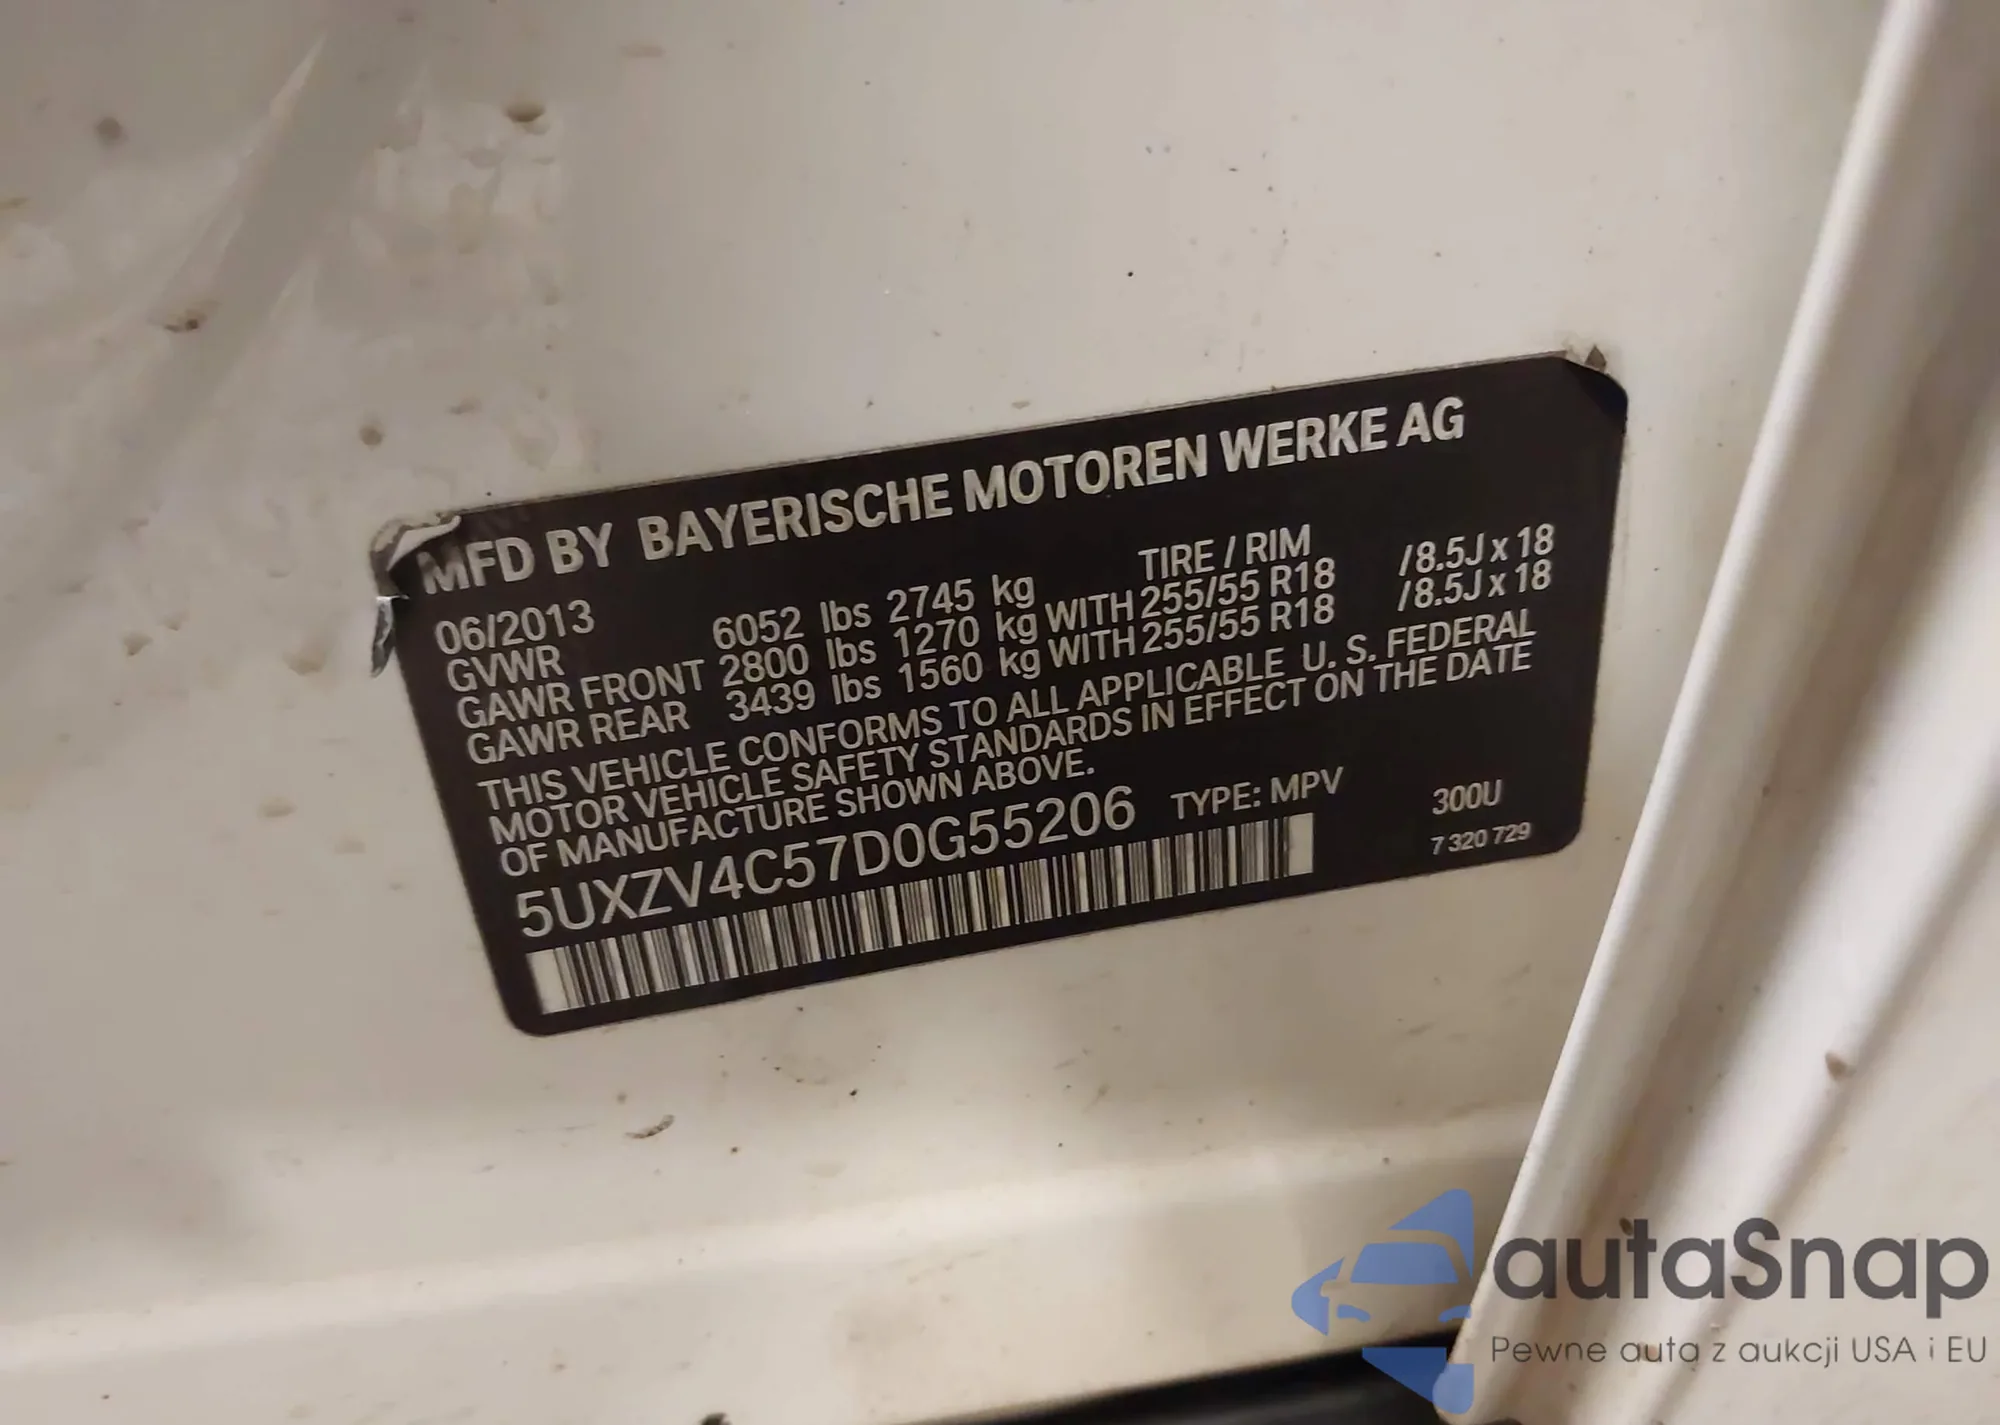 MFD BY BAYERISCHE MOTOREN WERKE AG
06/2013 TIRE / RIM
GVWR 6052 lbs 2745 kg
GAWR FRONT 2800 lbs 1270 kg WITH 255/55 R18 /8.5J x 18
GAWR REAR 3439 lbs 1560 kg WITH 255/55 R18 /8.5J x 18
THIS VEHICLE CONFORMS TO ALL APPLICABLE U. S. FEDERAL
MOTOR VEHICLE SAFETY STANDARDS IN EFFECT ON THE DATE
OF MANUFACTURE SHOWN ABOVE.
5UXZV4C57D0G55206 TYPE: MPV 300U
7 320 729
autaSnap
Pewne auta z aukcji USA i EU